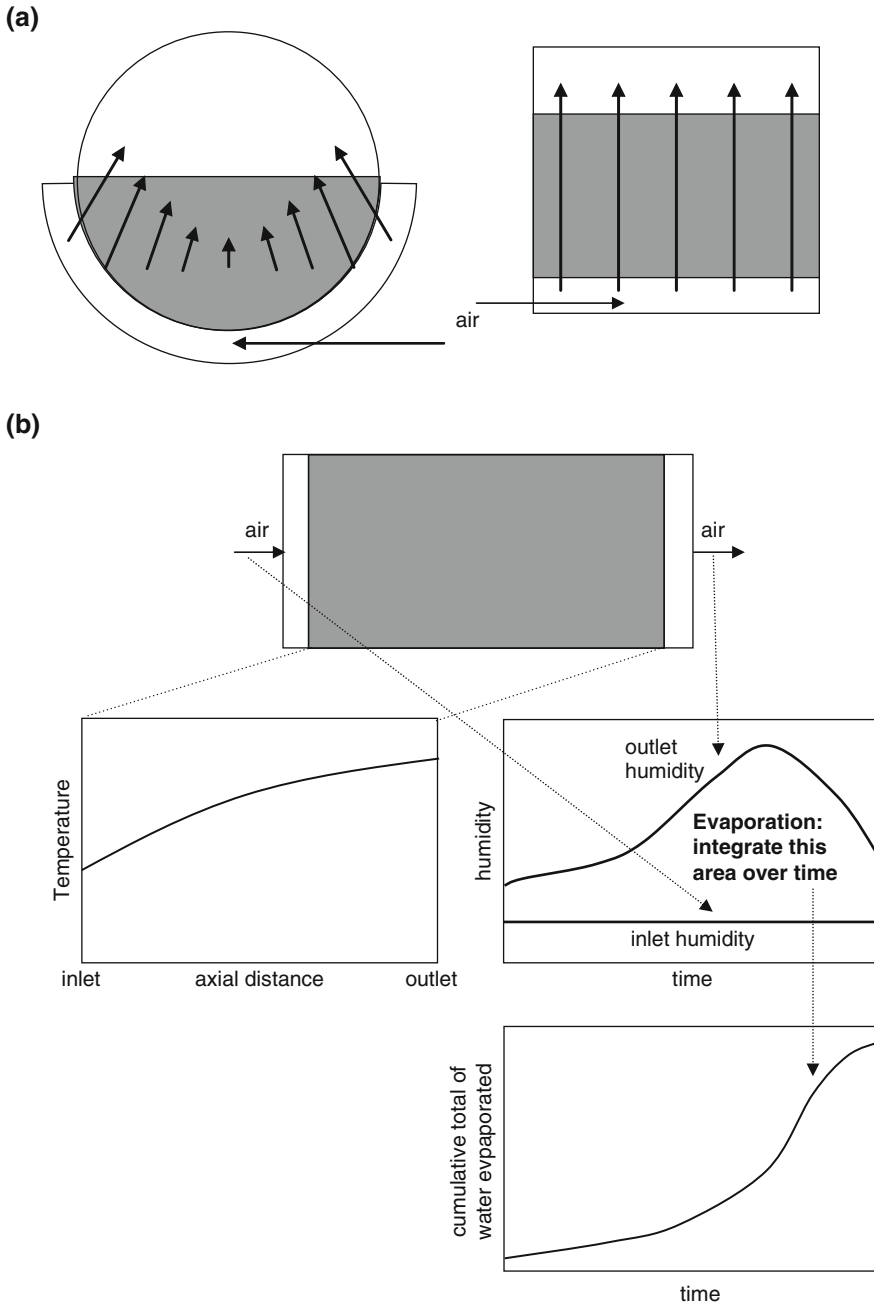 (a)
air
(b)
air
air
Temperature
inlet
axial distance
outlet
humidity
outlet
humidity
Evaporation:
integrate this
area over time
inlet humidity
time
cumulative total of
water evpaporated
time